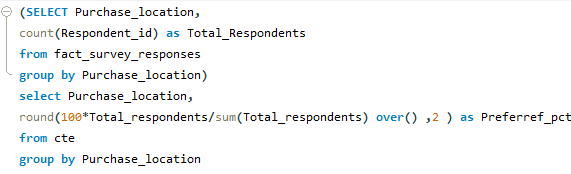 (SELECT Purchase_location,
count(Respondent_id) as Total_Respondents
from fact_survey_responses
group by Purchase_location)
select Purchase_location,
round(100*Total_respondents/sum(Total_respondents) over() ,2 ) as Preferref_pct
from cte
group by Purchase_location